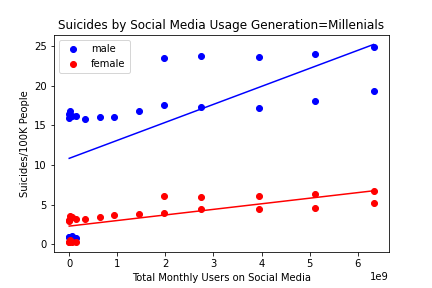 Suicides by Social Media Usage Generation=Millenials
male
female
25
20
15
10
5
0
Suicides/100K People
0
1
2
3
4
5
6
1e9
Total Monthly Users on Social Media